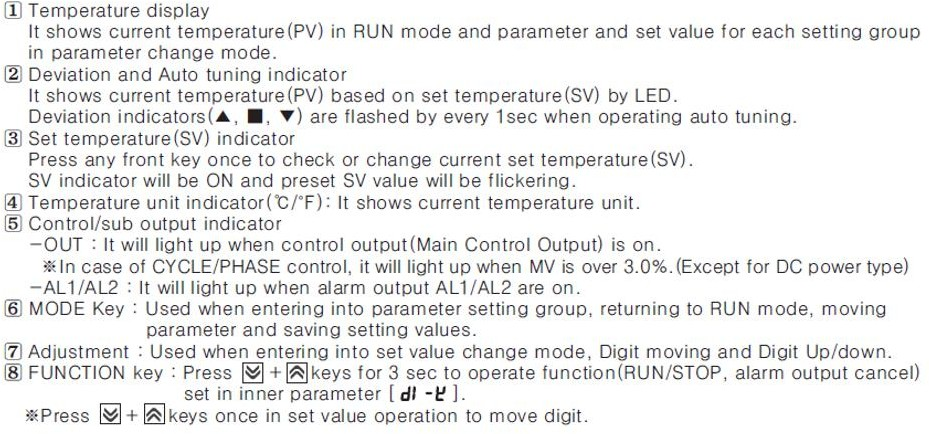 1 Temperature display
It shows current temperature(PV) in RUN mode and parameter and set value for each setting group
in parameter change mode.
2 Deviation and Auto tuning indicator
It shows current temperature(PV) based on set temperature(SV) by LED.
Deviation indicators(▲, ■, ▼) are flashed by every 1sec when operating auto tuning.
3 Set temperature(SV) indicator
Press any front key once to check or change current set temperature(SV).
SV indicator will be ON and preset SV value will be flickering.
4 Temperature unit indicator(℃/℉): It shows current temperature unit.
5 Control/sub output indicator
-OUT : It will light up when control output(Main Control Output) is on.
※In case of CYCLE/PHASE control, it will light up when MV is over 3.0%.(Except for DC power type)
-AL1/AL2 : It will light up when alarm output AL1/AL2 are on.
6 MODE Key : Used when entering into parameter setting group, returning to RUN mode, moving
parameter and saving setting values.
7 Adjustment : Used when entering into set value change mode, Digit moving and Digit Up/down.
8 FUNCTION key : Press + keys for 3 sec to operate function(RUN/STOP, alarm output cancel)
set in inner parameter [ dI -K ].
※Press + keys once in set value operation to move digit.